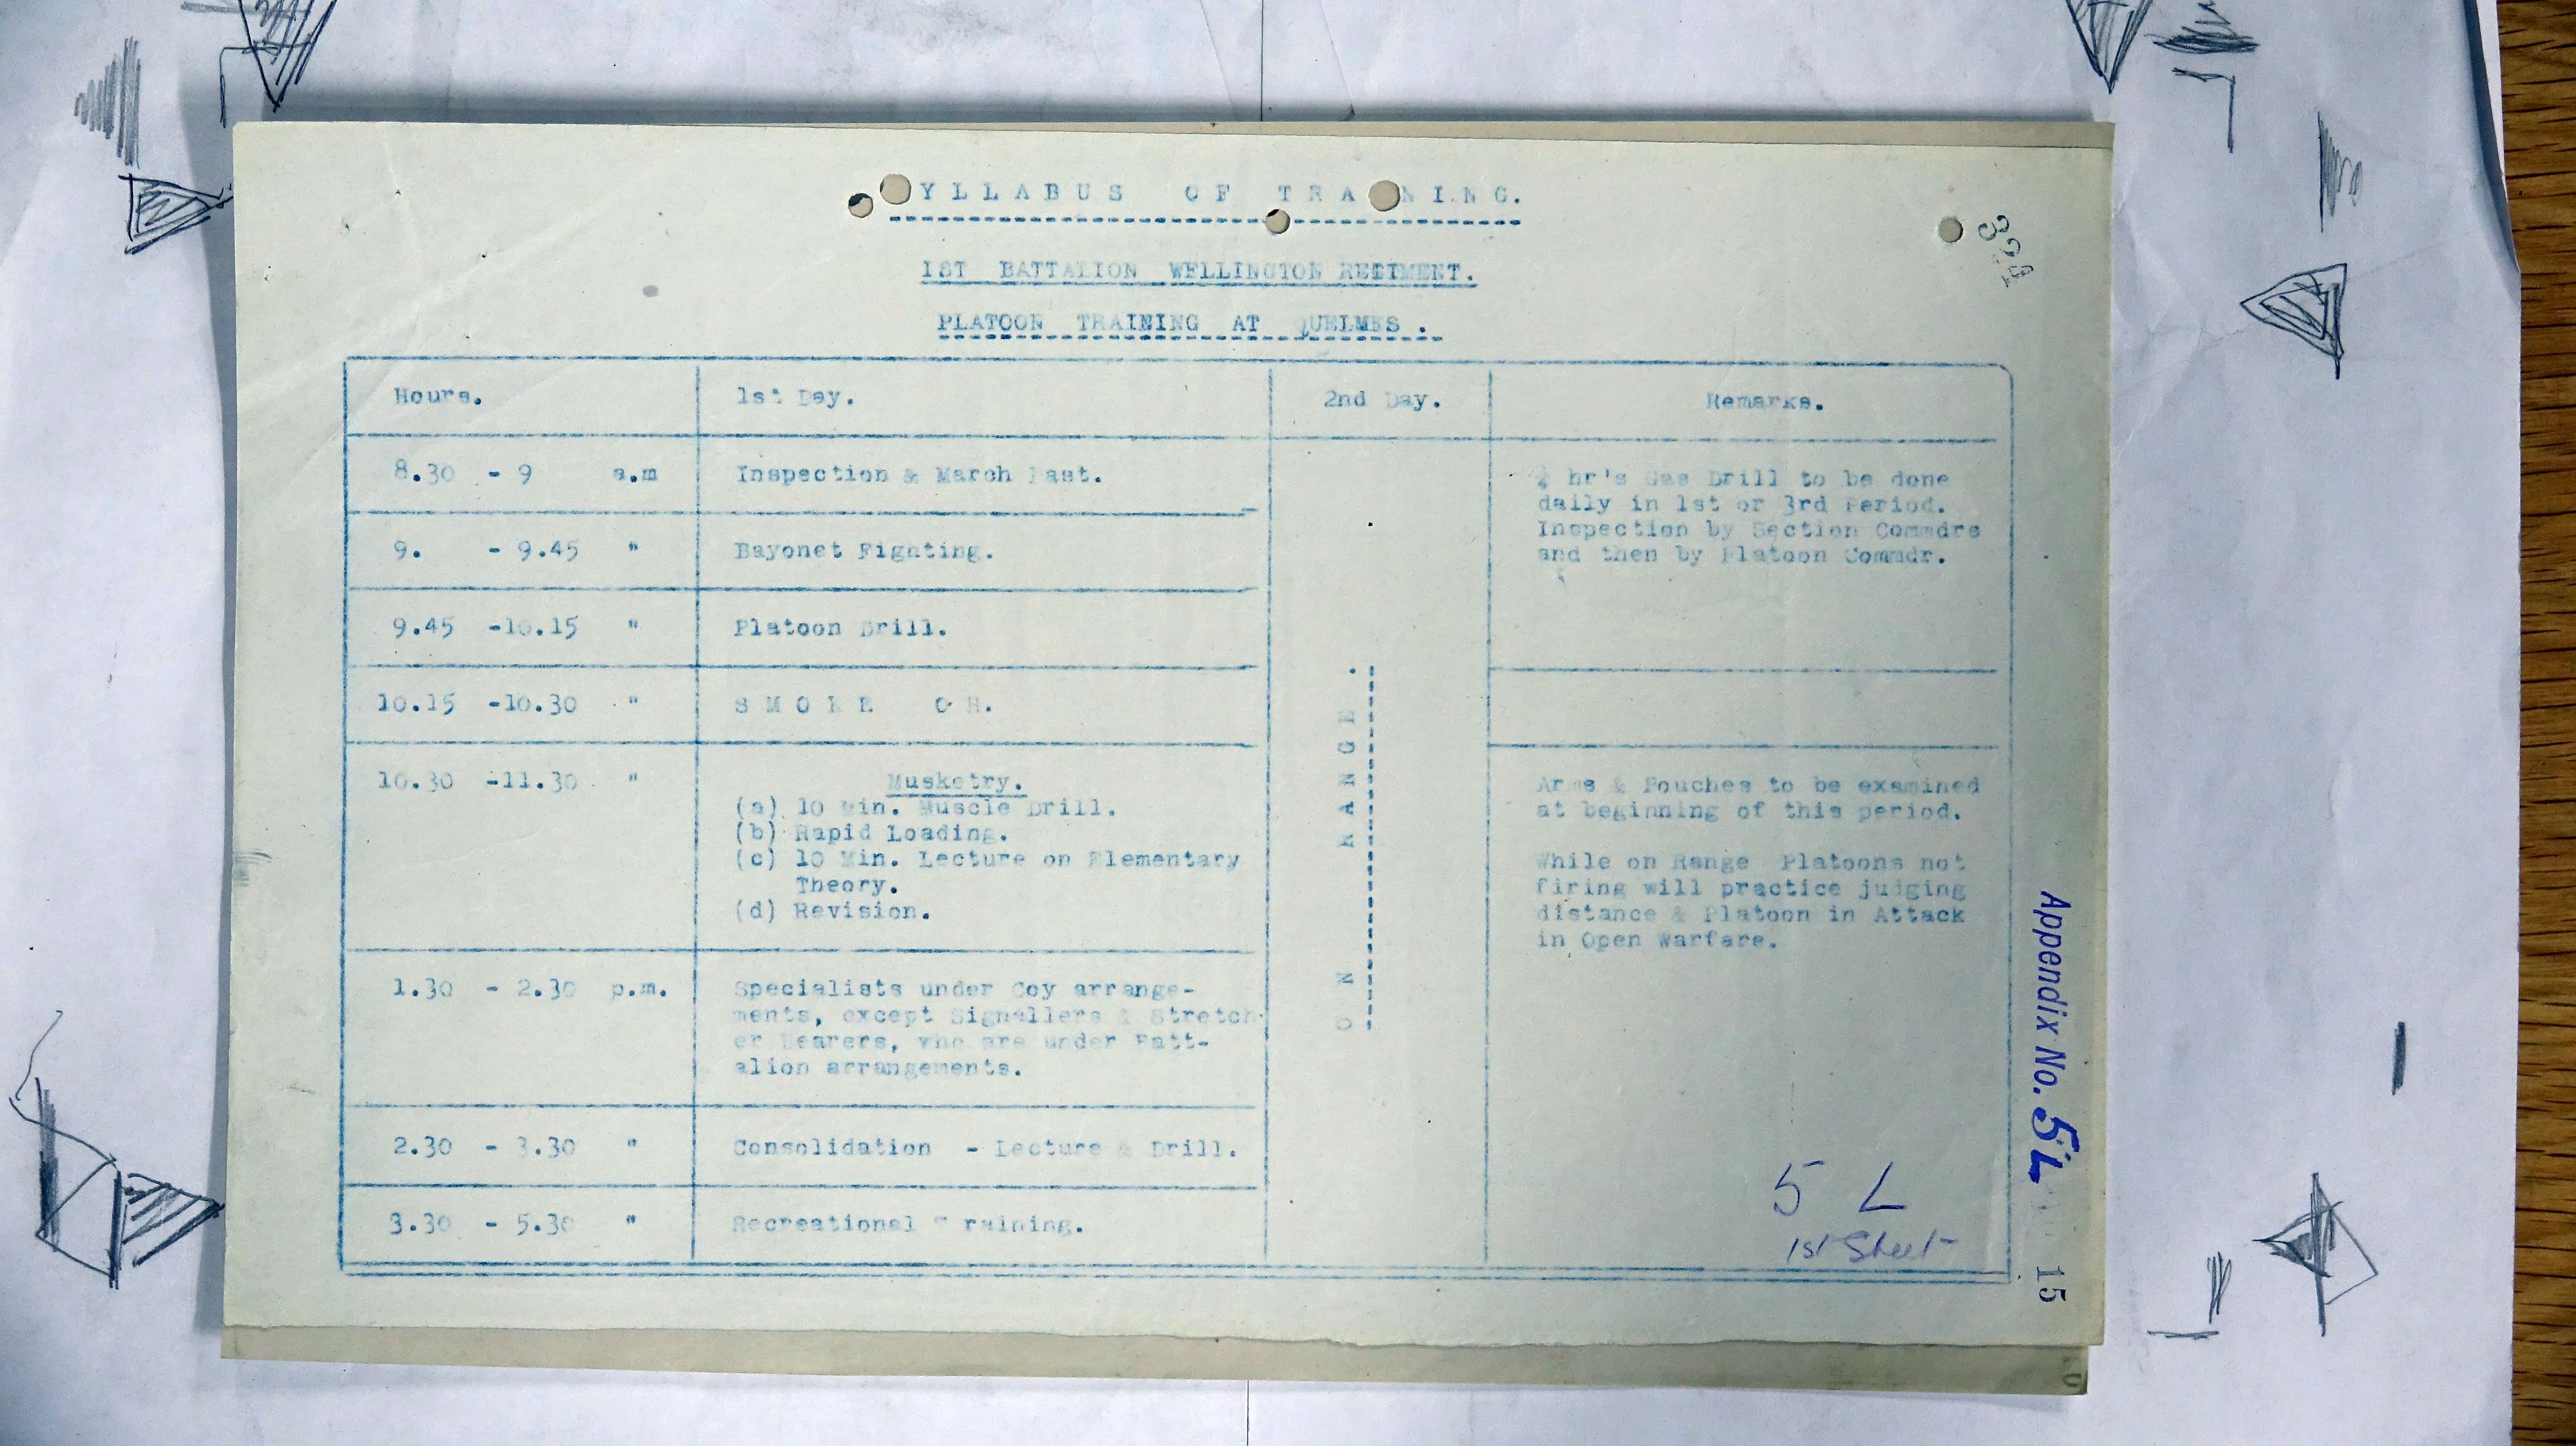 SYLLABUS OF TRAINING.
1ST BATTALION WELLINGTON REGIMENT.
PLATOON TRAINING AT QUELMES.
Hours. 1st Day. 2nd Day. Remarks.
8.30 - 9 a.m Inspection & March Past.
9. - 9.45 " Bayonet Fighting.
9.45 -10.15 " Platoon Drill.
10.15 -10.30 " SMOKE OH.
10.30 -11.30 " Musketry.
(a) 10 Min. Muscle Drill.
(b) Rapid Loading.
(c) 10 Min. Lecture on Elementary
Theory.
(d) Revision.
1.30 - 2.30 p.m. Specialists under Coy arrange-
ments, except Signallers & Stretch-
er Bearers, who are under Batt-
alion arrangements.
2.30 - 3.30 " Consolidation - Lecture & Drill.
3.30 - 5.30 " Recreational Training.
ON RANGE.
hr's Gas Drill to be done
daily in 1st or 3rd Period.
Inspection by Section Commdrs
and then by Platoon Commdr.
Arms & Pouches to be examined
at beginning of this period.
While on Range Platoons not
firing will practice judging
distance & Platoon in Attack
in Open Warfare.
5 L
1st Sheet
Appendix No. 5L
15